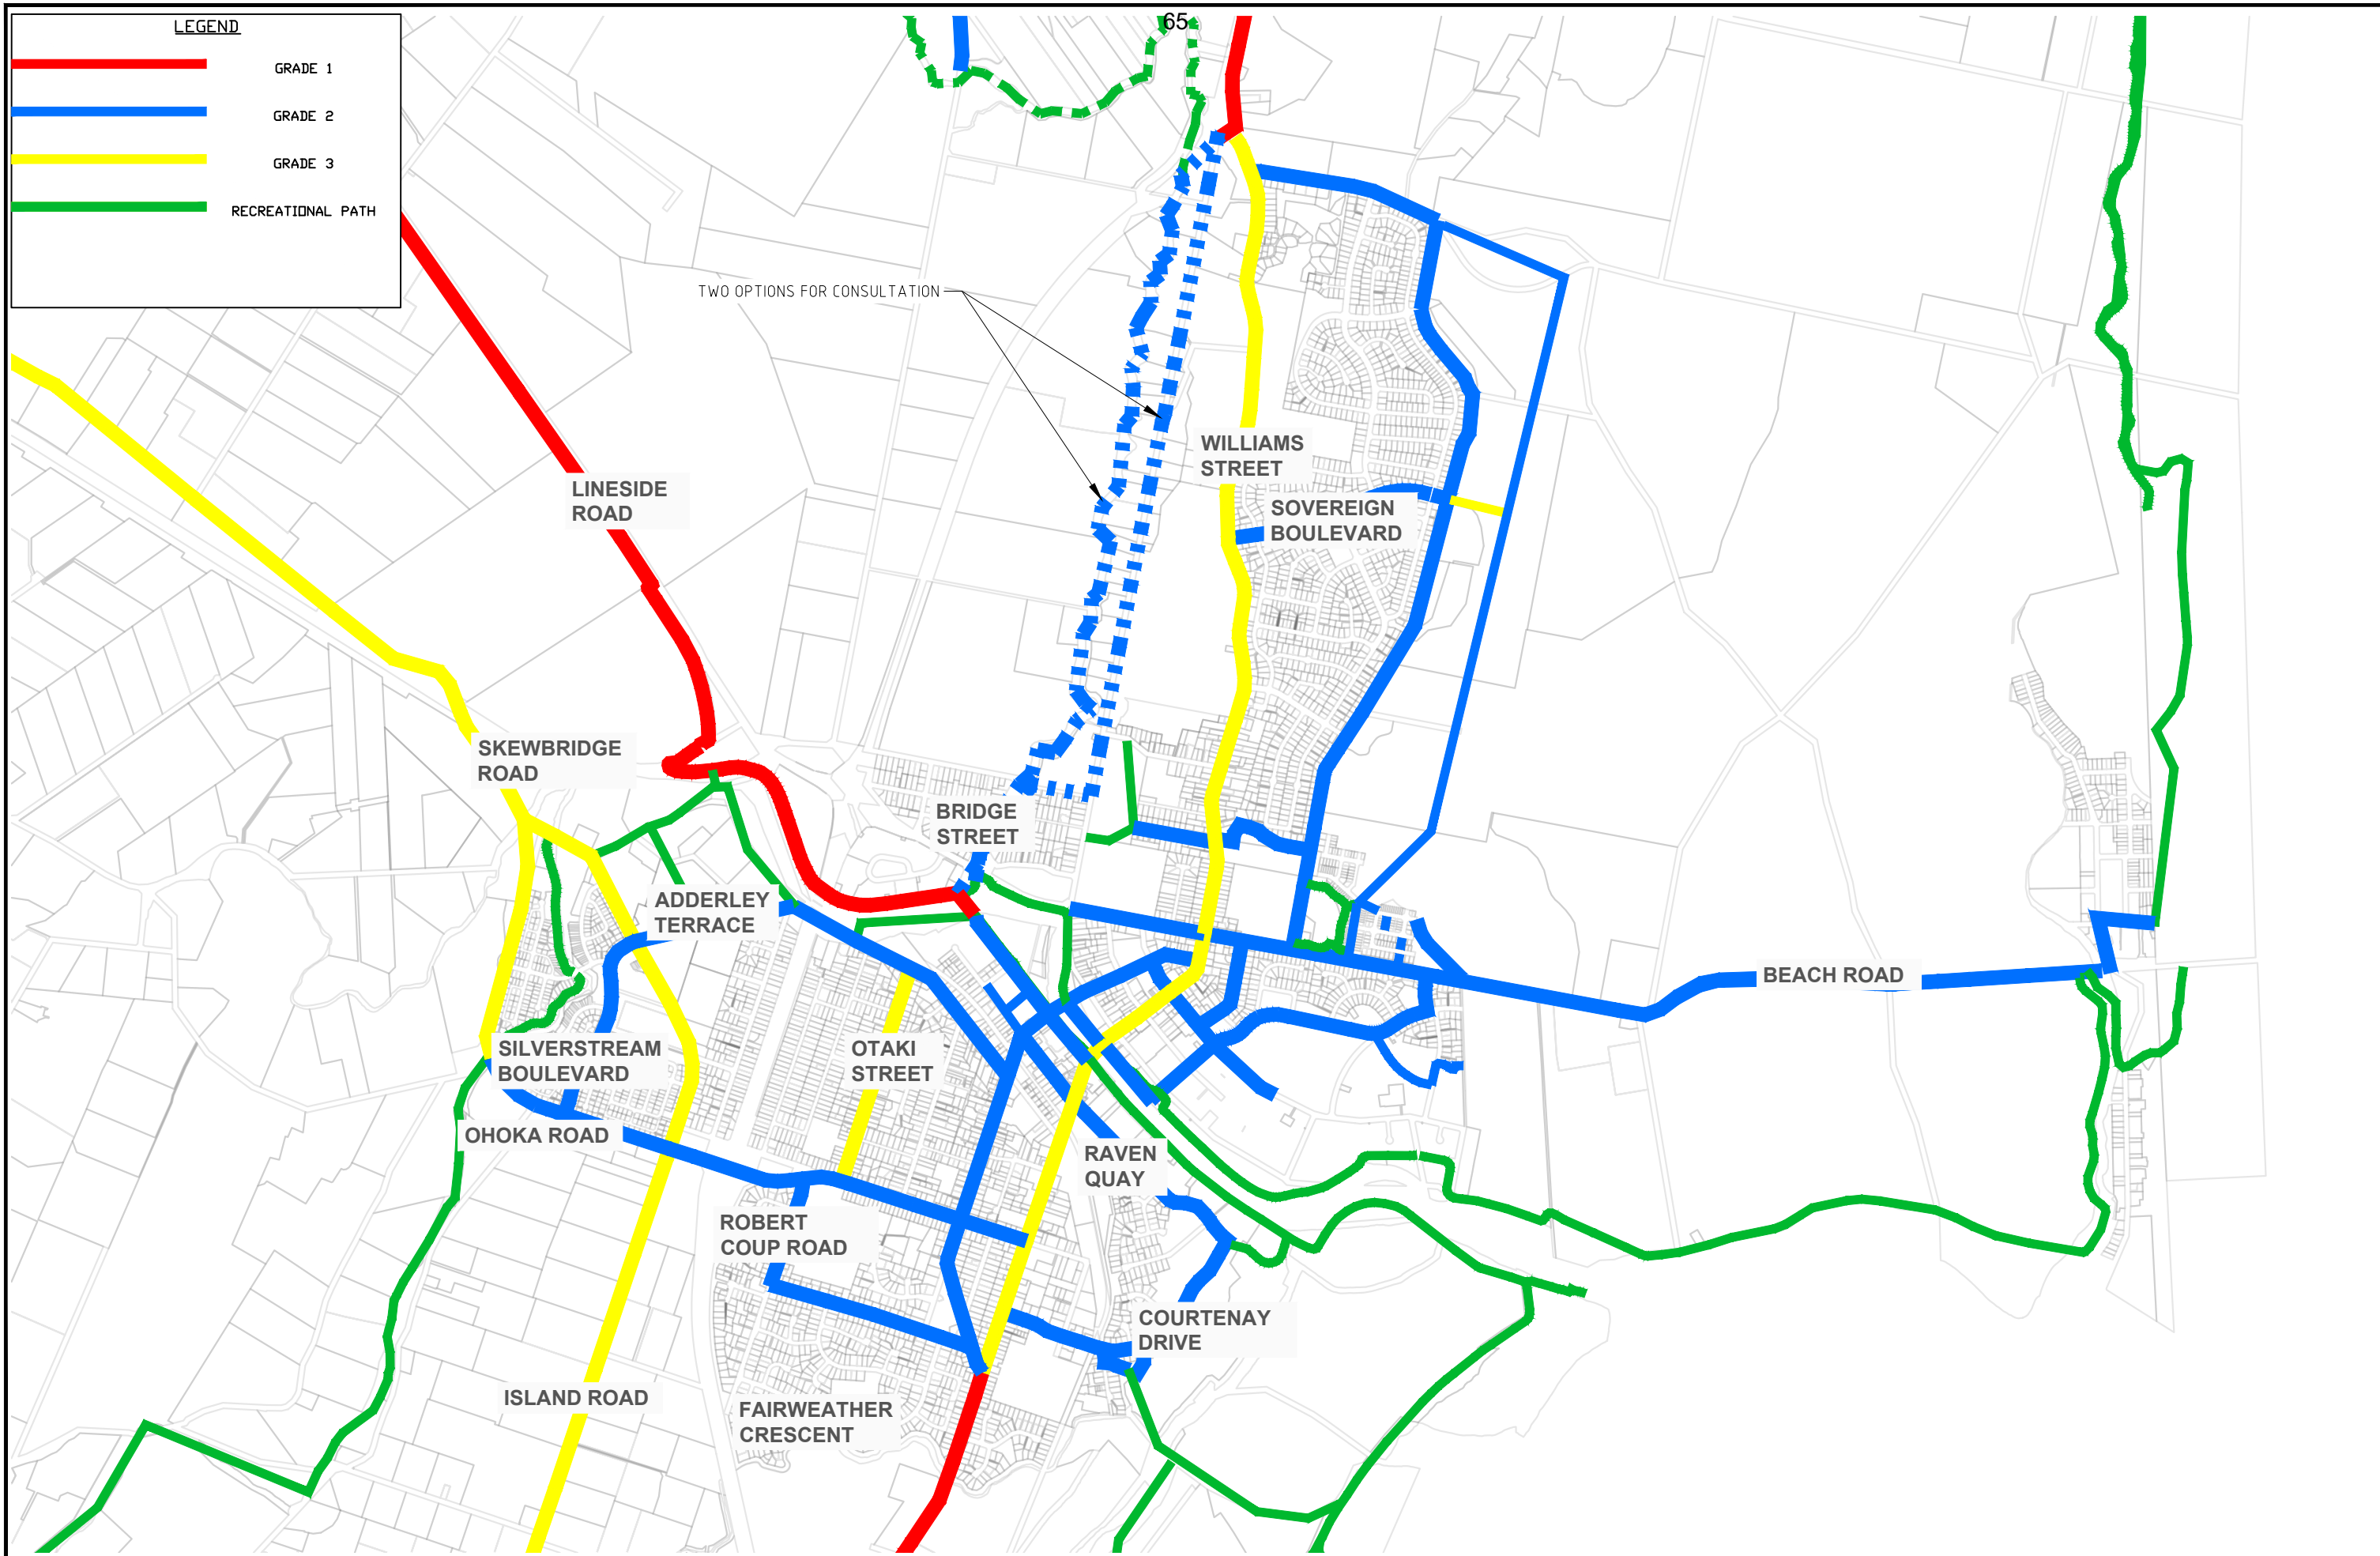 65
LEGEND
GRADE 1
GRADE 2
GRADE 3
RECREATIONAL PATH
TWO OPTIONS FOR CONSULTATION
WILLIAMS
STREET
LINESIDE
ROAD
SOVEREIGN
BOULEVARD
SKEWBRIDGE
ROAD
BRIDGE
STREET
ADDERLEY
TERRACE
BEACH ROAD
SILVERSTREAM
BOULEVARD
OTAKI
STREET
OHOKA ROAD
RAVEN
QUAY
ROBERT
COUP ROAD
COURTENAY
DRIVE
ISLAND ROAD
FAIRWEATHER
CRESCENT